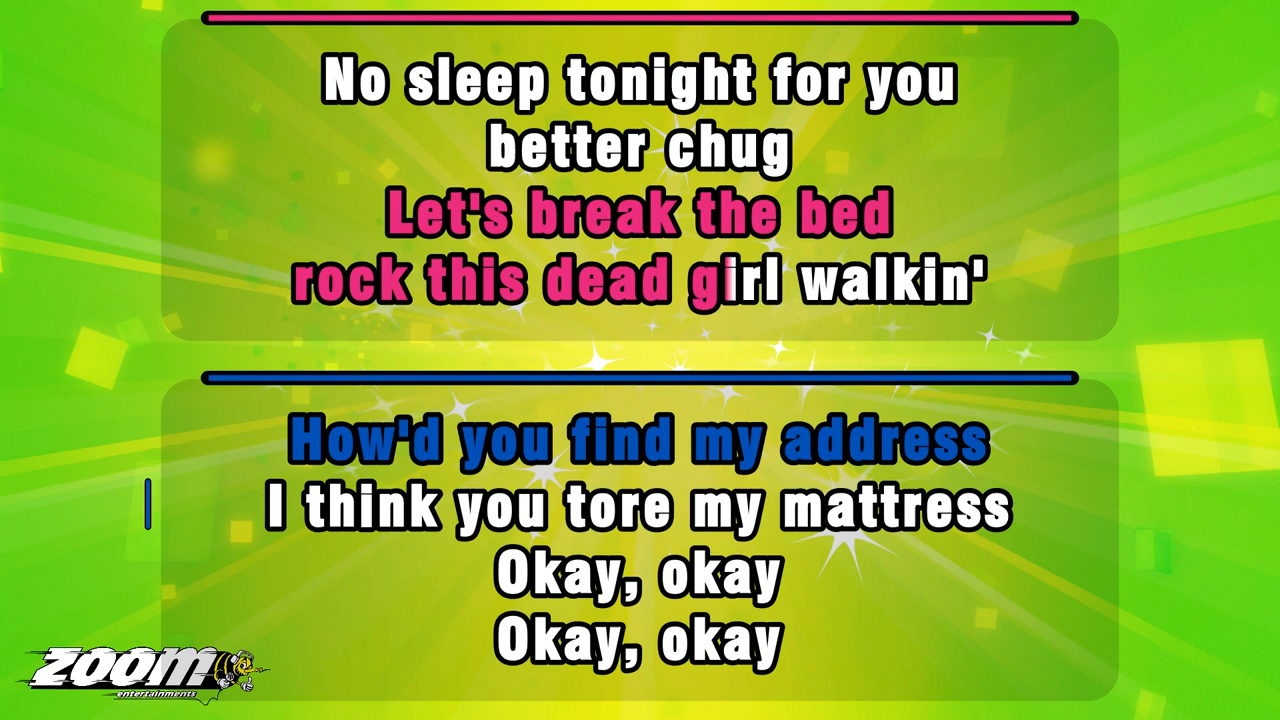 No sleep tonight for you
better chug
Let's break the bed
rock this dead girl walkin'
How'd you find my address
I think you tore my mattress
Okay, okay
Okay, okay
ZOOM
entertainments